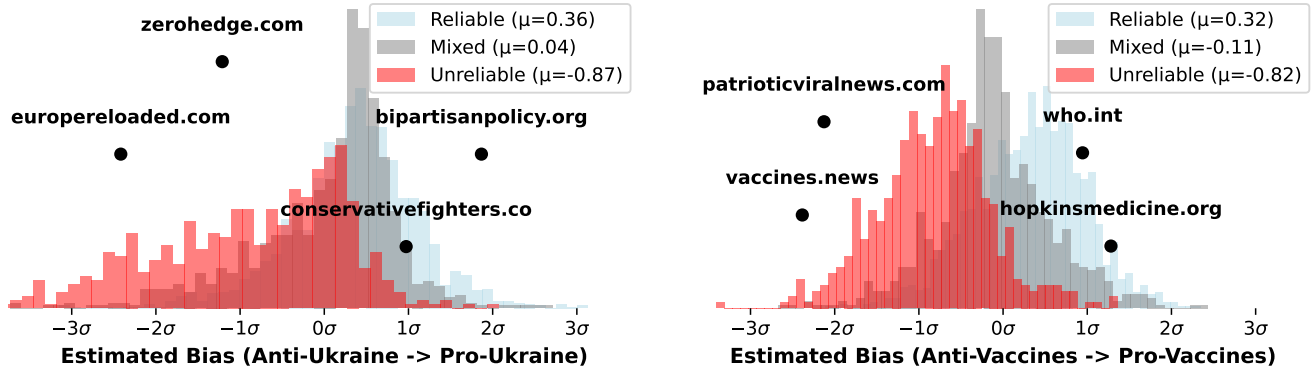 zerohedge.com
europereloaded.com
bipartisanpolicy.org
conservativefighters.co
Reliable (μ=0.36)
Mixed (μ=0.04)
Unreliable (μ=-0.87)
−3σ −2σ −1σ 0σ 1σ 2σ 3σ
Estimated Bias (Anti-Ukraine -> Pro-Ukraine)
patrioticviralnews.com
who.int
vaccines.news
hopkinsmedicine.org
Reliable (μ=0.32)
Mixed (μ=-0.11)
Unreliable (μ=-0.82)
−3σ −2σ −1σ 0σ 1σ 2σ 3σ
Estimated Bias (Anti-Vaccines -> Pro-Vaccines)